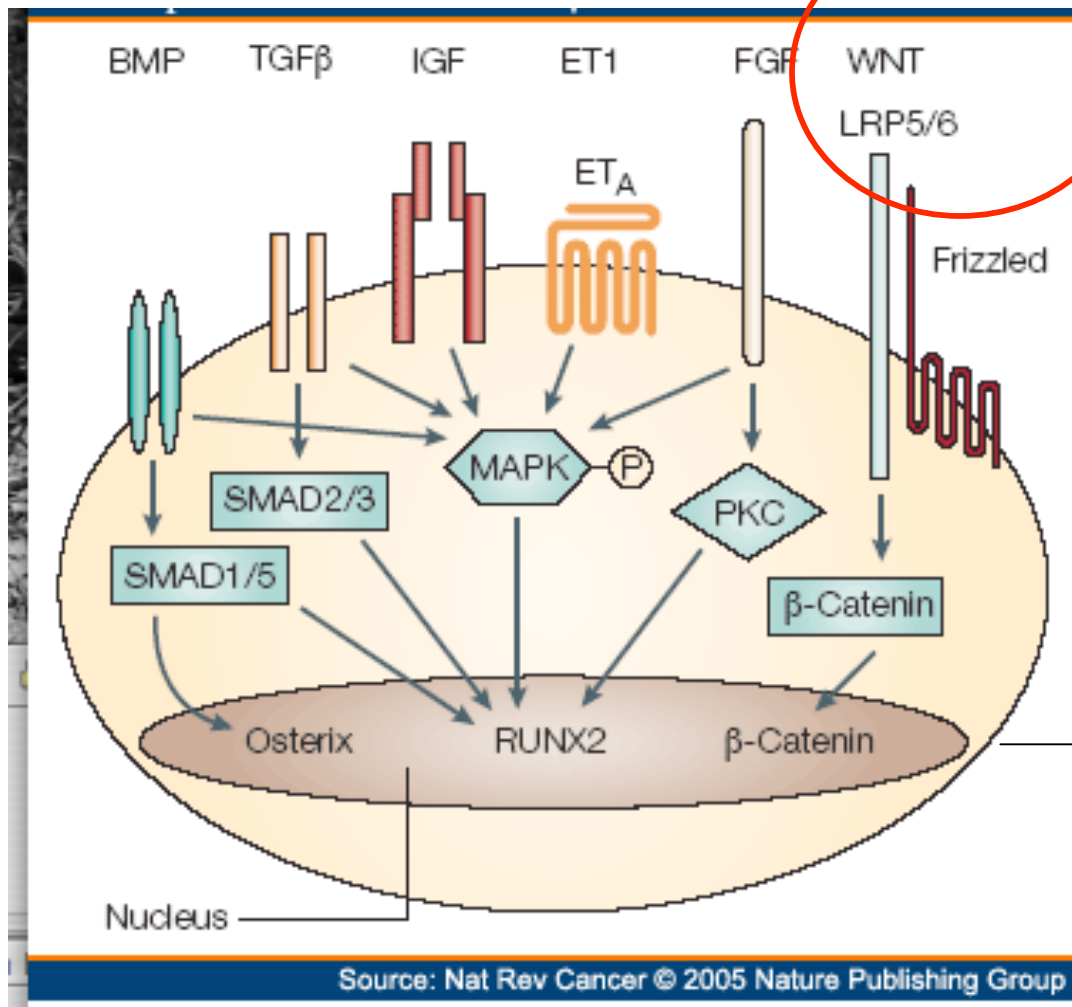 BMP TGFβ IGF ET1 FGF WNT
LRP5/6
ETA
Frizzled
MAPK P
SMAD2/3
PKC
SMAD1/5
β-Catenin
Osterix RUNX2 β-Catenin
Nucleus
Source: Nat Rev Cancer © 2005 Nature Publishing Group